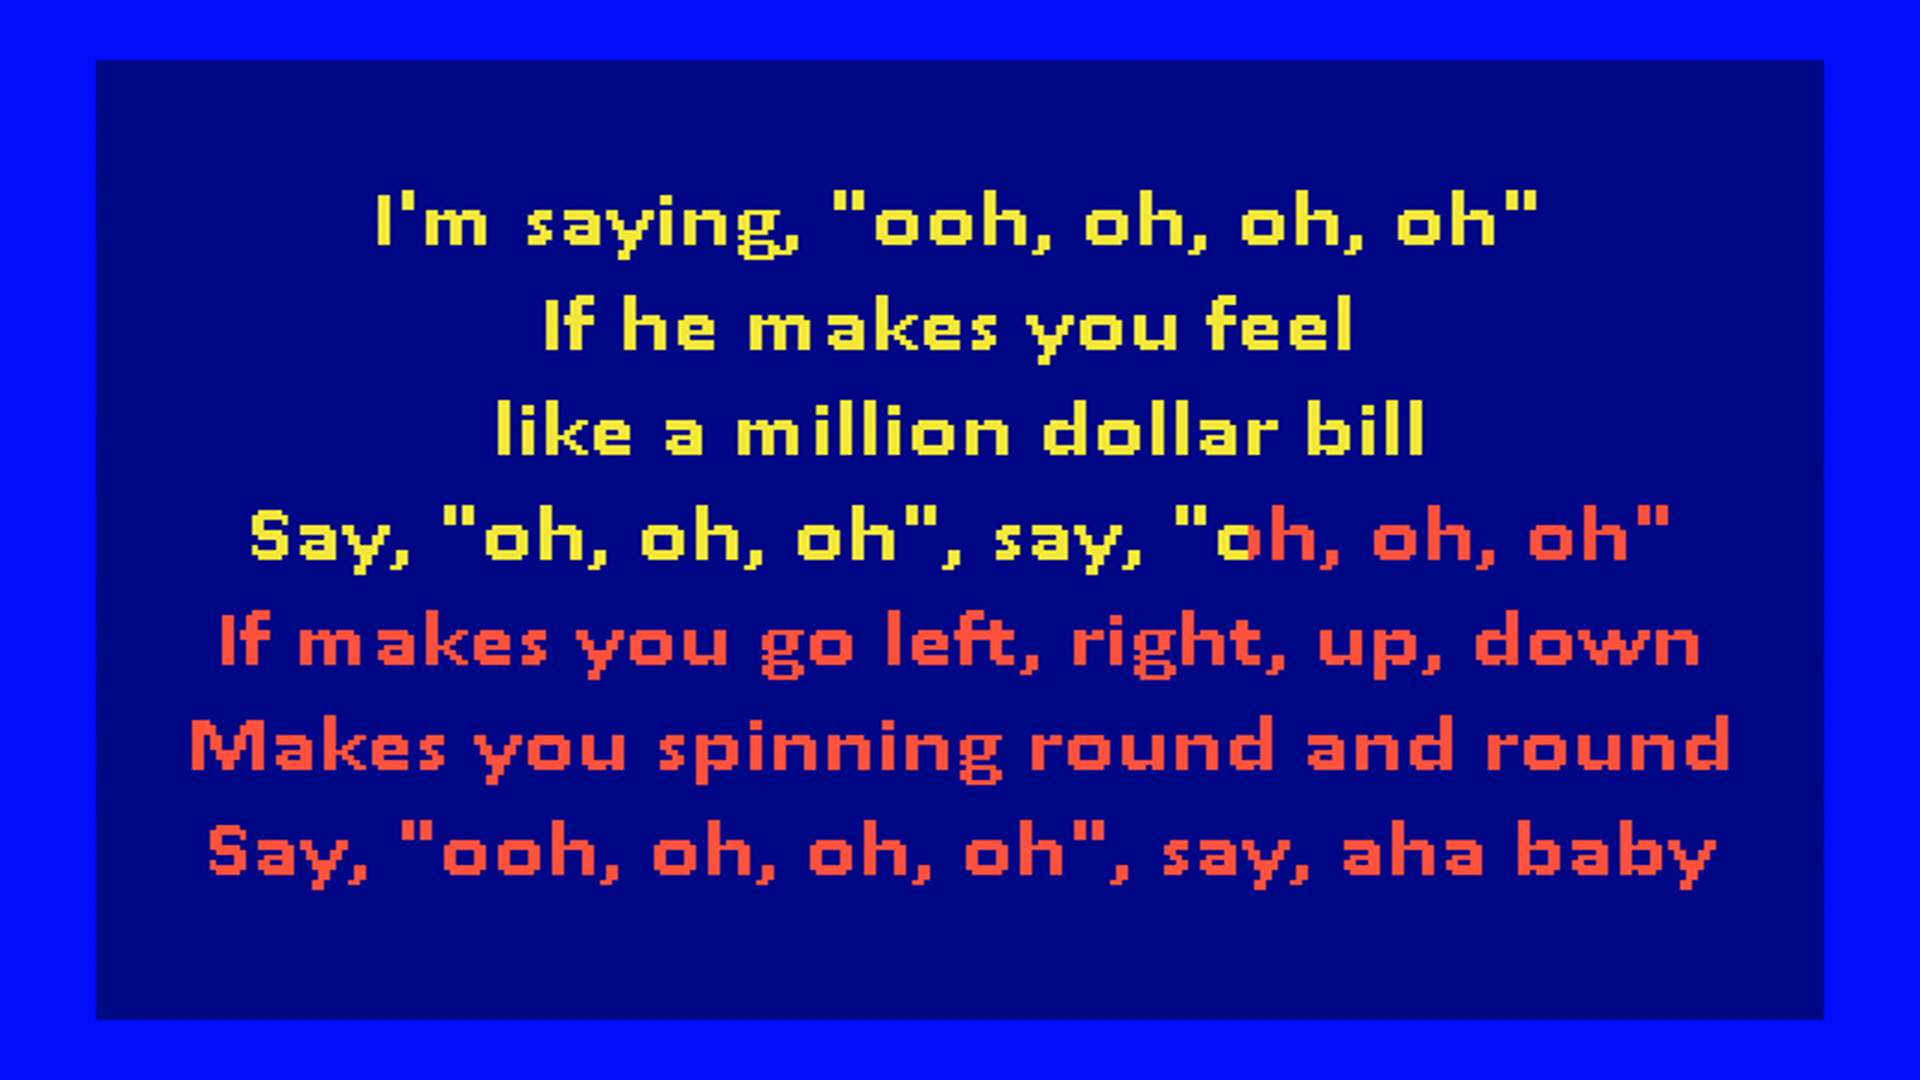 I'm saying, "ooh, oh, oh, oh"
If he makes you feel
like a million dollar bill
Say, "oh, oh, oh", say, "oh, oh, oh"
If makes you go left, right, up, down
Makes you spinning round and round
Say, "ooh, oh, oh, oh", say, aha baby